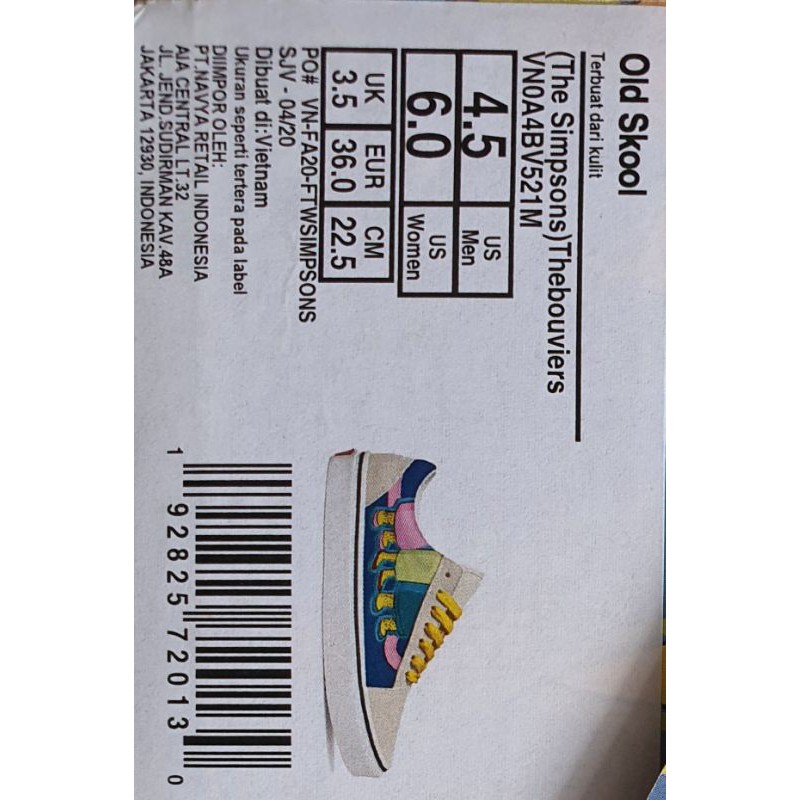 Old Skool
Terbuat dari kulit
(The Simpsons)Thebouviers
VN0A4BV521M
4.5 US Men
6.0 US Women
UK EUR CM
3.5 36.0 22.5
PO# VN-FA20-FTWSIMPSONS
SJV - 04/20
Dibuat di:Vietnam
Ukuran seperti tertera pada label
DIIMPOR OLEH:
PT.NAVYA RETAIL INDONESIA
AIA CENTRAL LT.32
JL. JEND.SUDIRMAN KAV.48A
JAKARTA 12930, INDONESIA
1 92825 72013 0